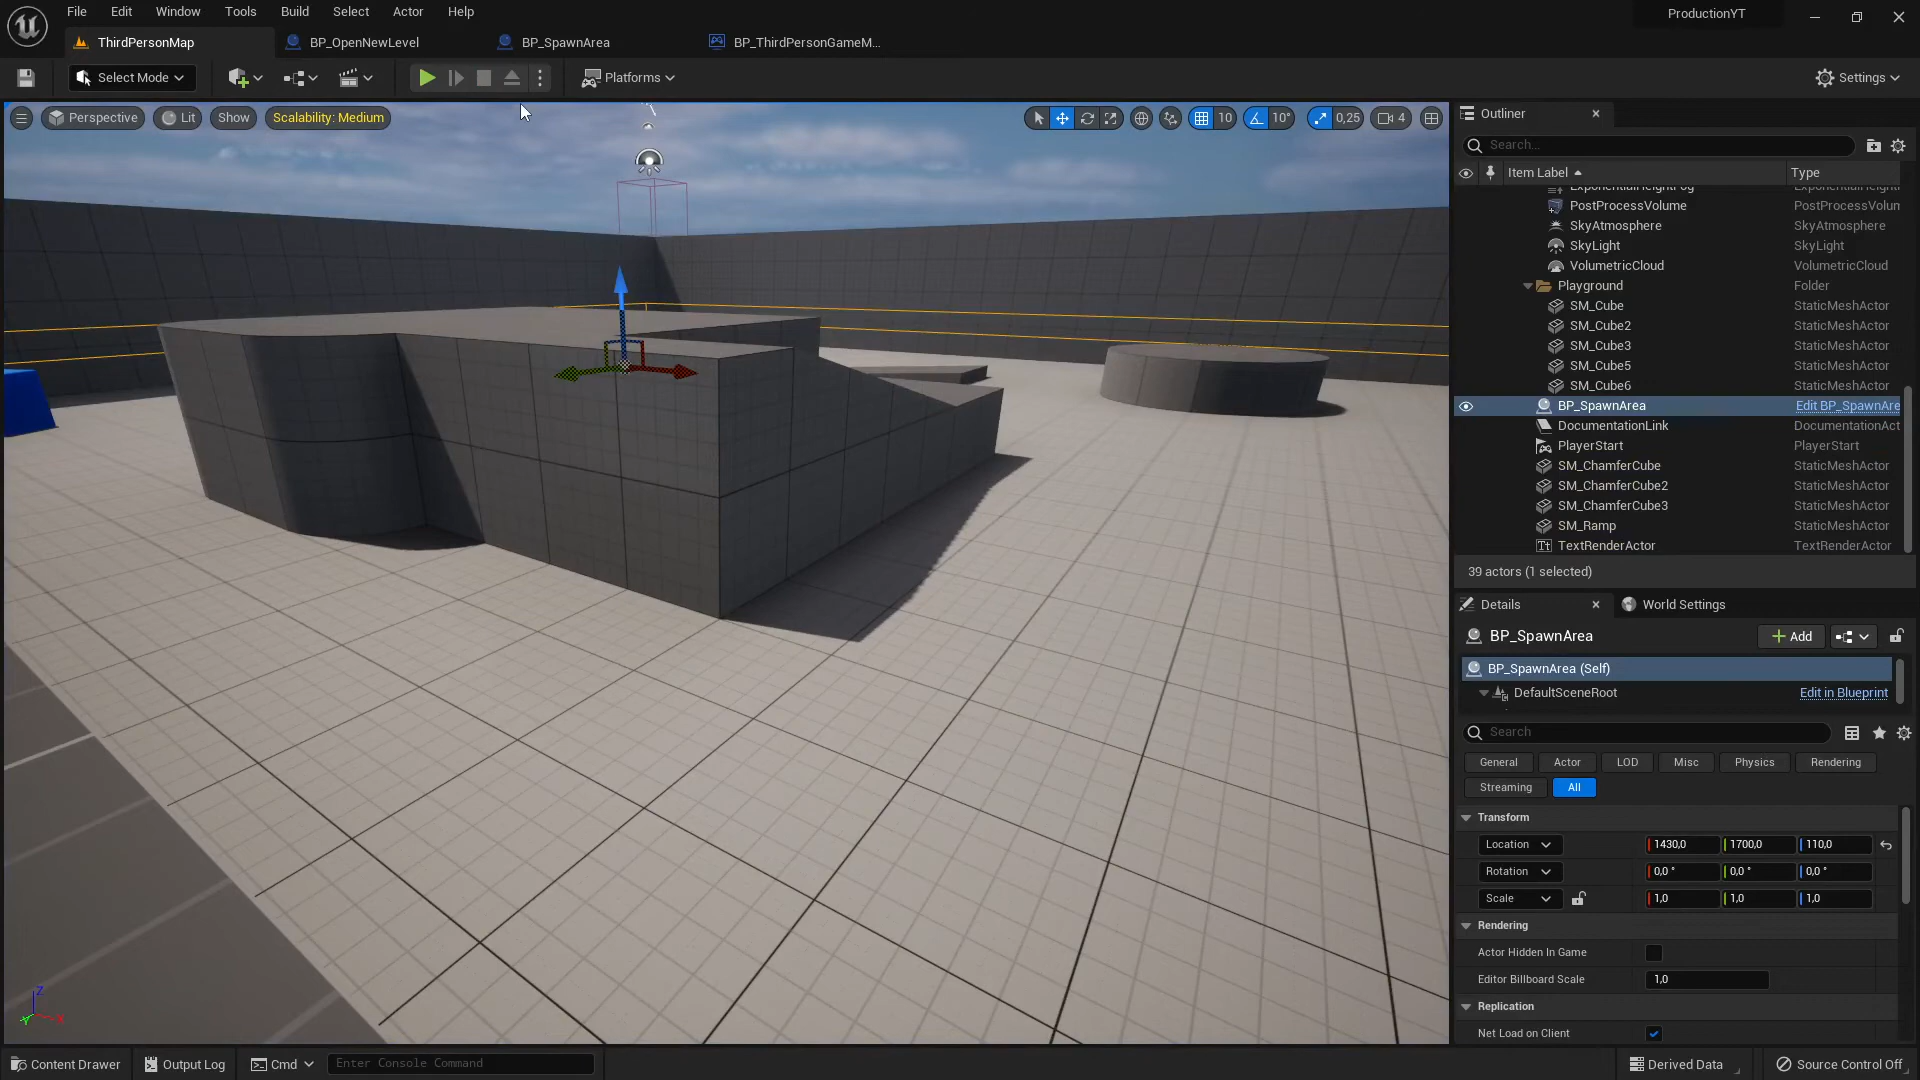 File Edit Window Tools Build Select Actor Help
ProductionYT
ThirdPersonMap BP_OpenNewLevel BP_SpawnArea BP_ThirdPersonGameM...
Select Mode Platforms Settings
Perspective Lit Show Scalability: Medium 10 10° 0,25 4
Outliner
Search...
Item Label Type
ExponentialHeightFog ExponentialHeight
PostProcessVolume PostProcessVolun
SkyAtmosphere SkyAtmosphere
SkyLight SkyLight
VolumetricCloud VolumetricCloud
Playground Folder
SM_Cube StaticMeshActor
SM_Cube2 StaticMeshActor
SM_Cube3 StaticMeshActor
SM_Cube5 StaticMeshActor
SM_Cube6 StaticMeshActor
BP_SpawnArea Edit BP_SpawnAre
DocumentationLink DocumentationAct
PlayerStart PlayerStart
SM_ChamferCube StaticMeshActor
SM_ChamferCube2 StaticMeshActor
SM_ChamferCube3 StaticMeshActor
SM_Ramp StaticMeshActor
TextRenderActor TextRenderActor
39 actors (1 selected)
Details World Settings
BP_SpawnArea Add
BP_SpawnArea (Self)
DefaultSceneRoot Edit in Blueprint
Search
General Actor LOD Misc Physics Rendering
Streaming All
Transform
Location 1430,0 1700,0 110,0
Rotation 0,0 ° 0,0 ° 0,0 °
Scale 1,0 1,0 1,0
Rendering
Actor Hidden In Game
Editor Billboard Scale 1,0
Replication
Net Load on Client
Z
Y X
Content Drawer Output Log Cmd Enter Console Command Derived Data Source Control Off